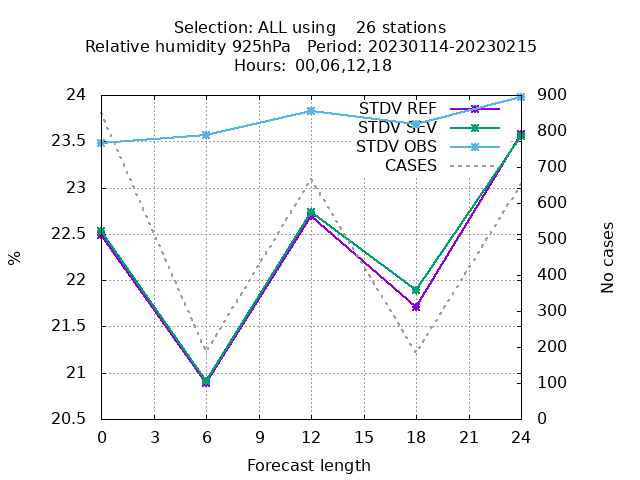 Selection: ALL using    26 stations
Relative humidity 925hPa   Period: 20230114-20230215
Hours:  00,06,12,18
STDV REF
STDV SEV
STDV OBS
CASES
24
23.5
23
22.5
22
21.5
21
20.5
%
900
800
700
600
500
400
300
200
100
0
No cases
0 3 6 9 12 15 18 21 24
Forecast length